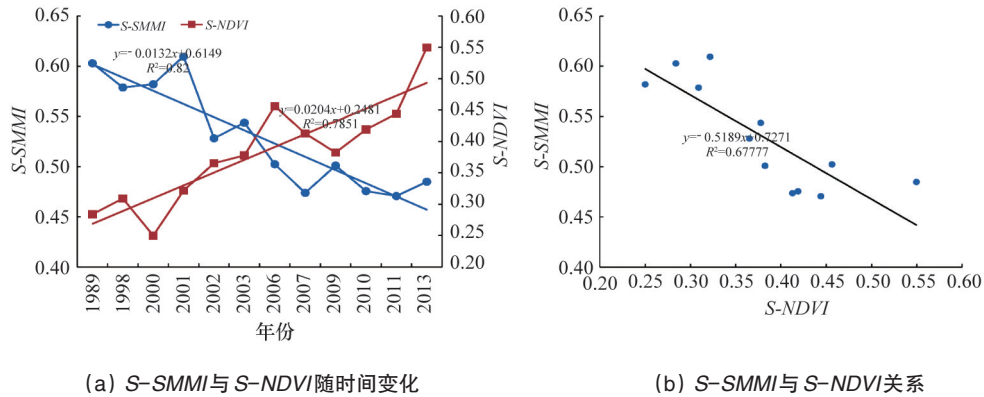 0.65
0.60
0.55
0.50
0.45
0.40
S-SMMI
S-SMMI
S-NDVI
y=-0.0132x+0.6149
R²=0.82
y=0.0204x+0.2481
R²=0.7851
0.60
0.55
0.50
0.45
0.40
0.35
0.30
0.25
0.20
S-NDVI
1989
1998
2000
2001
2002
2003
2006
2007
2009
2010
2011
2013
年份
(a) S-SMMI与S-NDVI随时间变化
0.65
0.60
0.55
0.50
0.45
0.40
S-SMMI
y=-0.5189x+0.7271
R²=0.67777
0.20
0.25
0.30
0.35
0.40
0.45
0.50
0.55
0.60
S-NDVI
(b) S-SMMI与S-NDVI关系